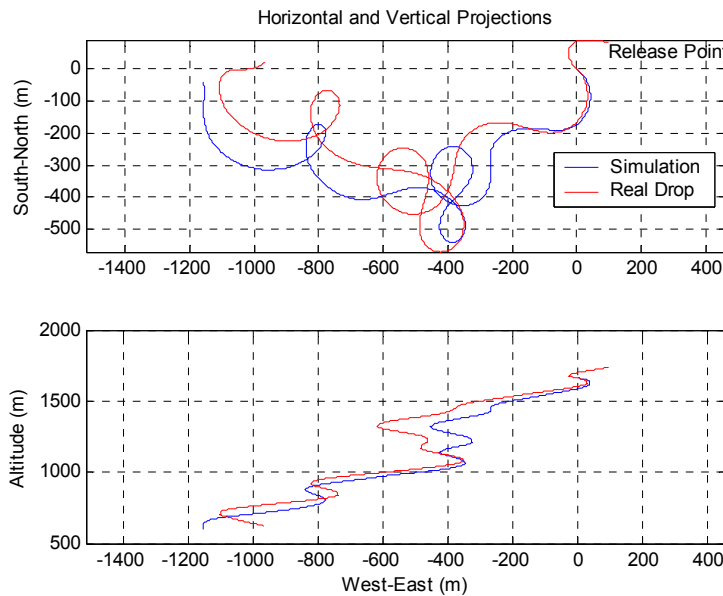 Horizontal and Vertical Projections
Release Point
0
-100
-200
-300
-400
-500
South-North (m)
Simulation
Real Drop
-1400 -1200 -1000 -800 -600 -400 -200 0 200 400
2000
1500
1000
500
Altitude (m)
-1400 -1200 -1000 -800 -600 -400 -200 0 200 400
West-East (m)